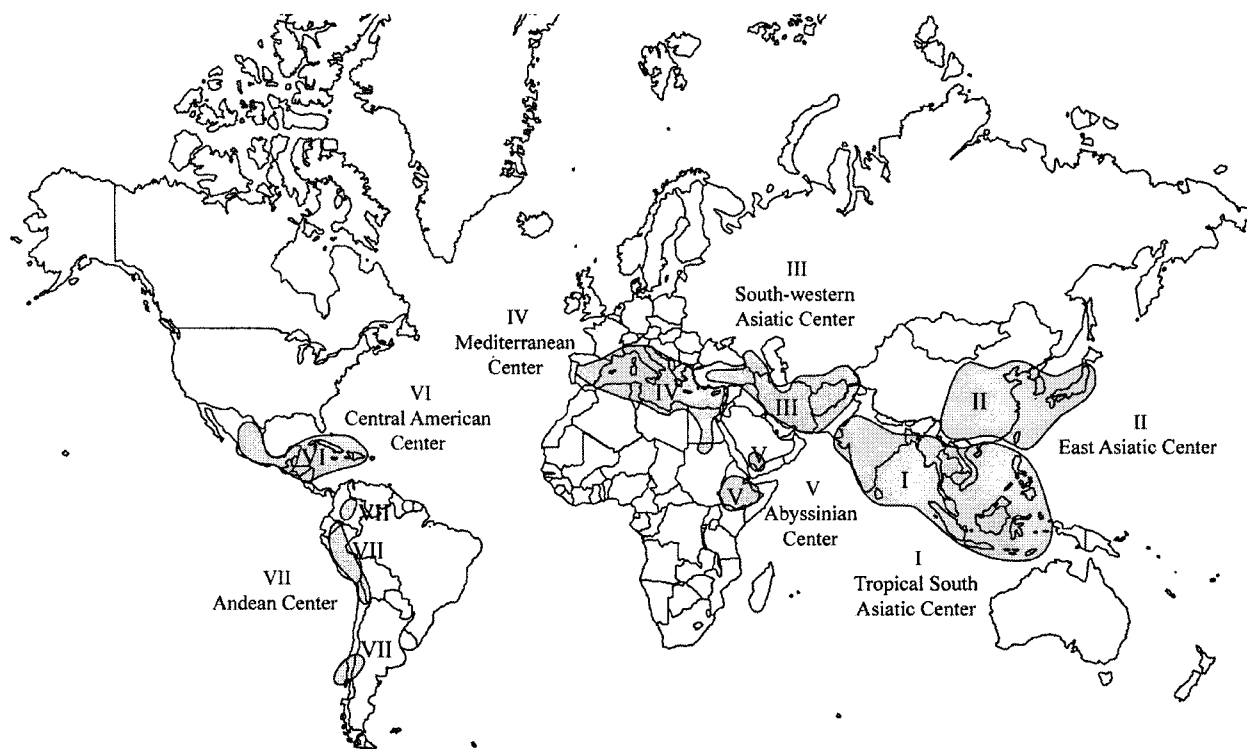 III
South-western
Asiatic Center
IV
Mediterranean
Center
IV
III
II
VI
Central American
Center
II
East Asiatic Center
VI
V
I
V
V
Abyssinian
Center
VII
VII
I
Tropical South
Asiatic Center
VII
Andean Center
VII